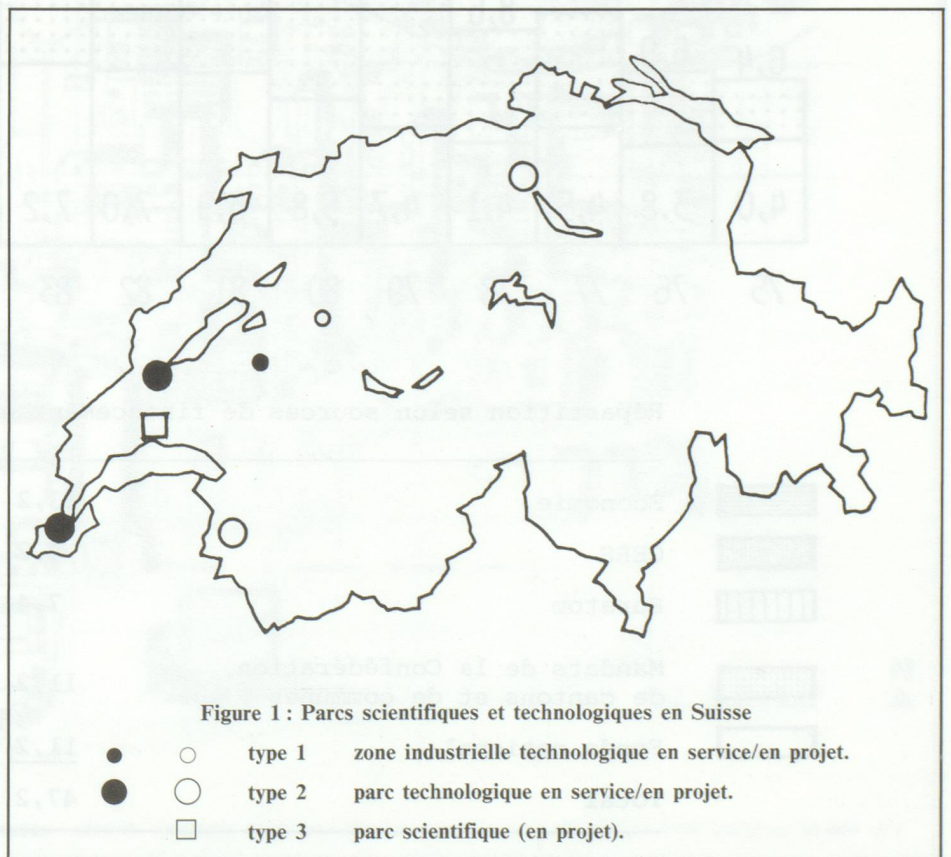 Figure 1 : Parcs scientifiques et technologiques en Suisse
type 1 zone industrielle technologique en service/en projet.
type 2 parc technologique en service/en projet.
type 3 parc scientifique (en projet).